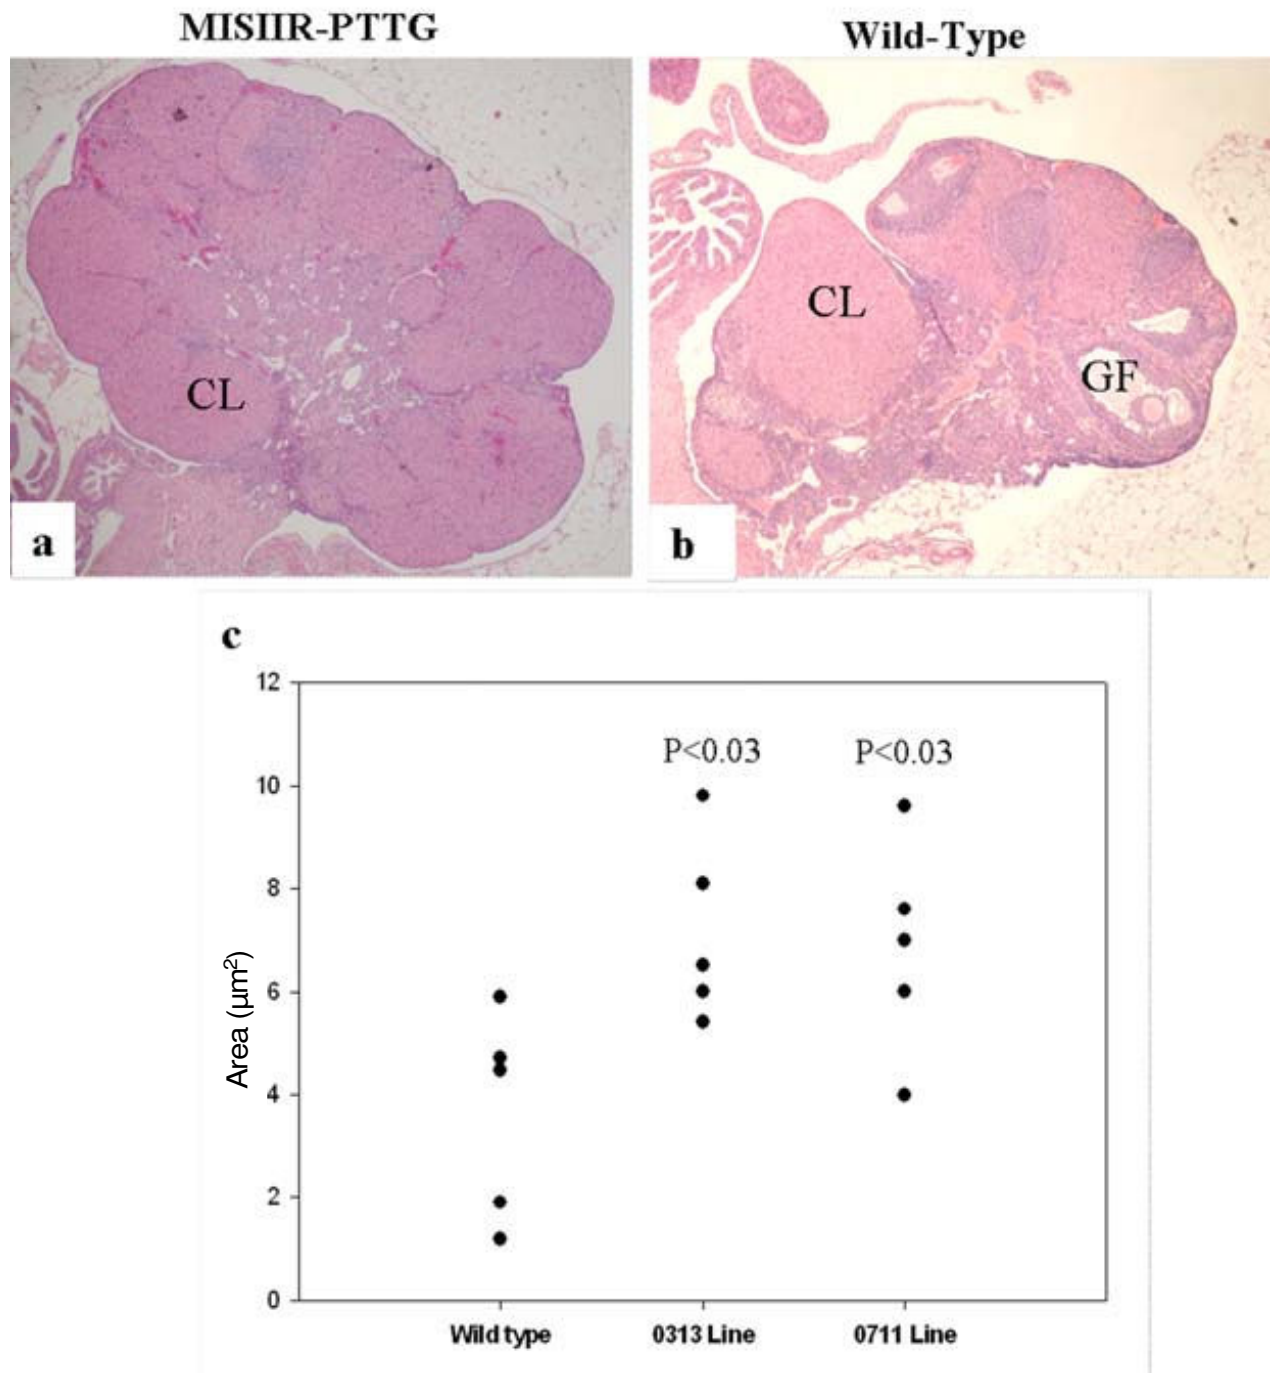 MISIIR-PTTG
Wild-Type
CL
a
CL
GF
b
c
12
10
8
6
4
2
0
Area (µm²)
P<0.03
P<0.03
Wild type
0313 Line
0711 Line